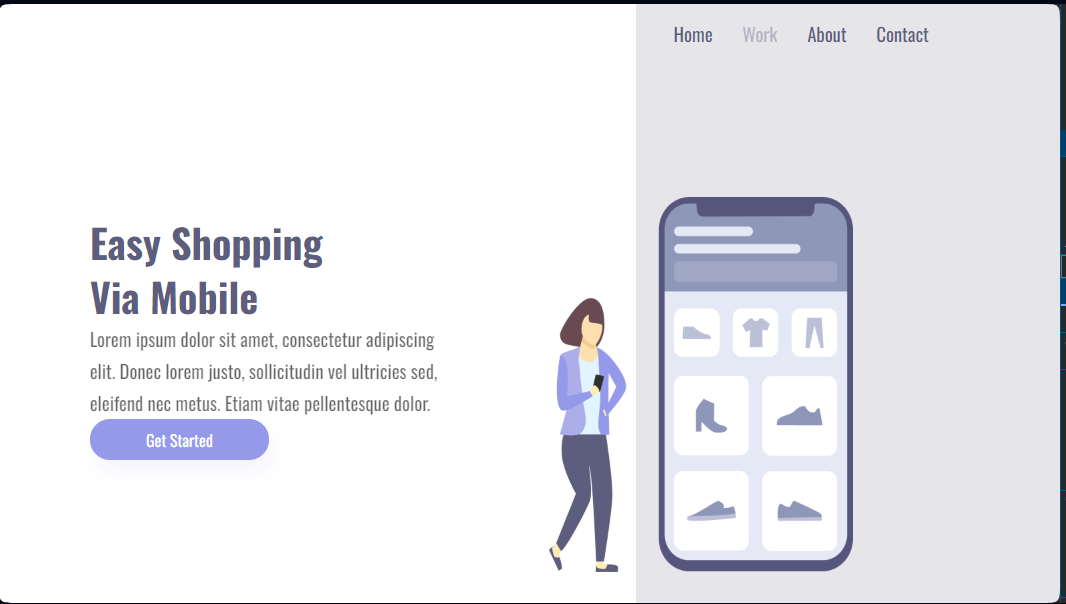 Home Work About Contact
Easy Shopping
Via Mobile
Lorem ipsum dolor sit amet, consectetur adipiscing
elit. Donec lorem justo, sollicitudin vel ultricies sed,
eleifend nec metus. Etiam vitae pellentesque dolor.
Get Started